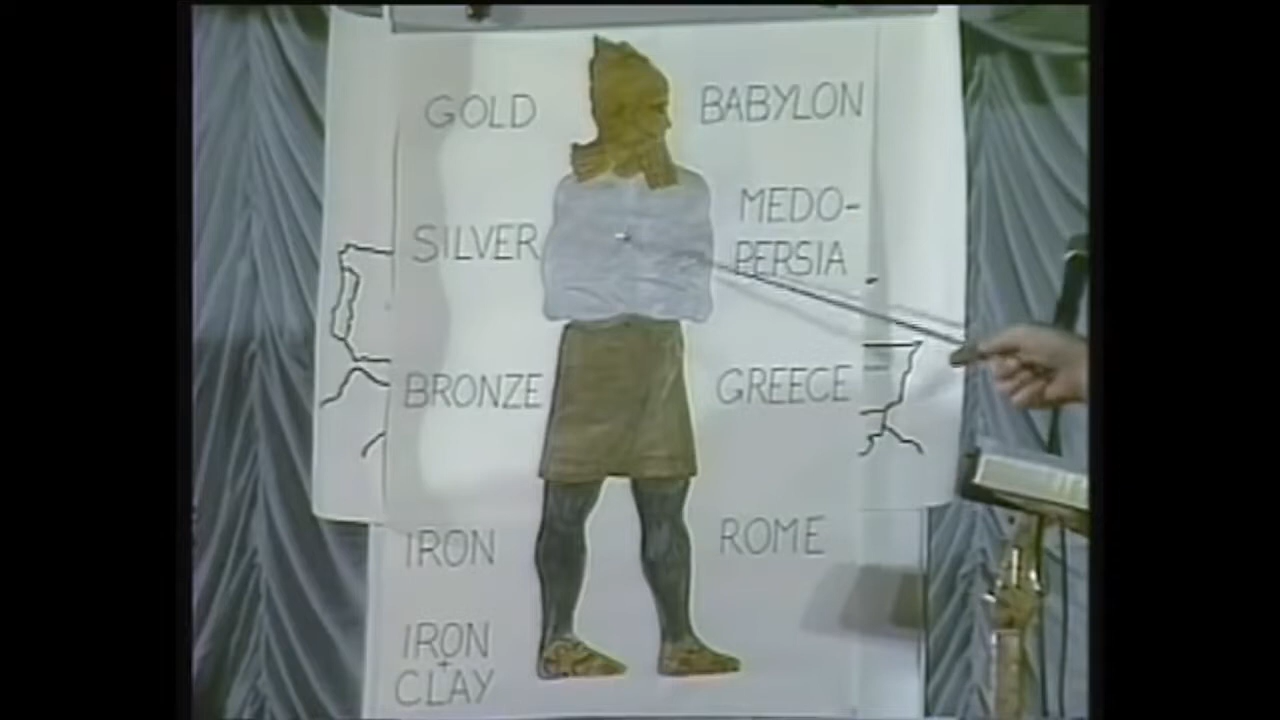 GOLD BABYLON
SILVER MEDO-
PERSIA
BRONZE GREECE
IRON ROME
IRON
+
CLAY